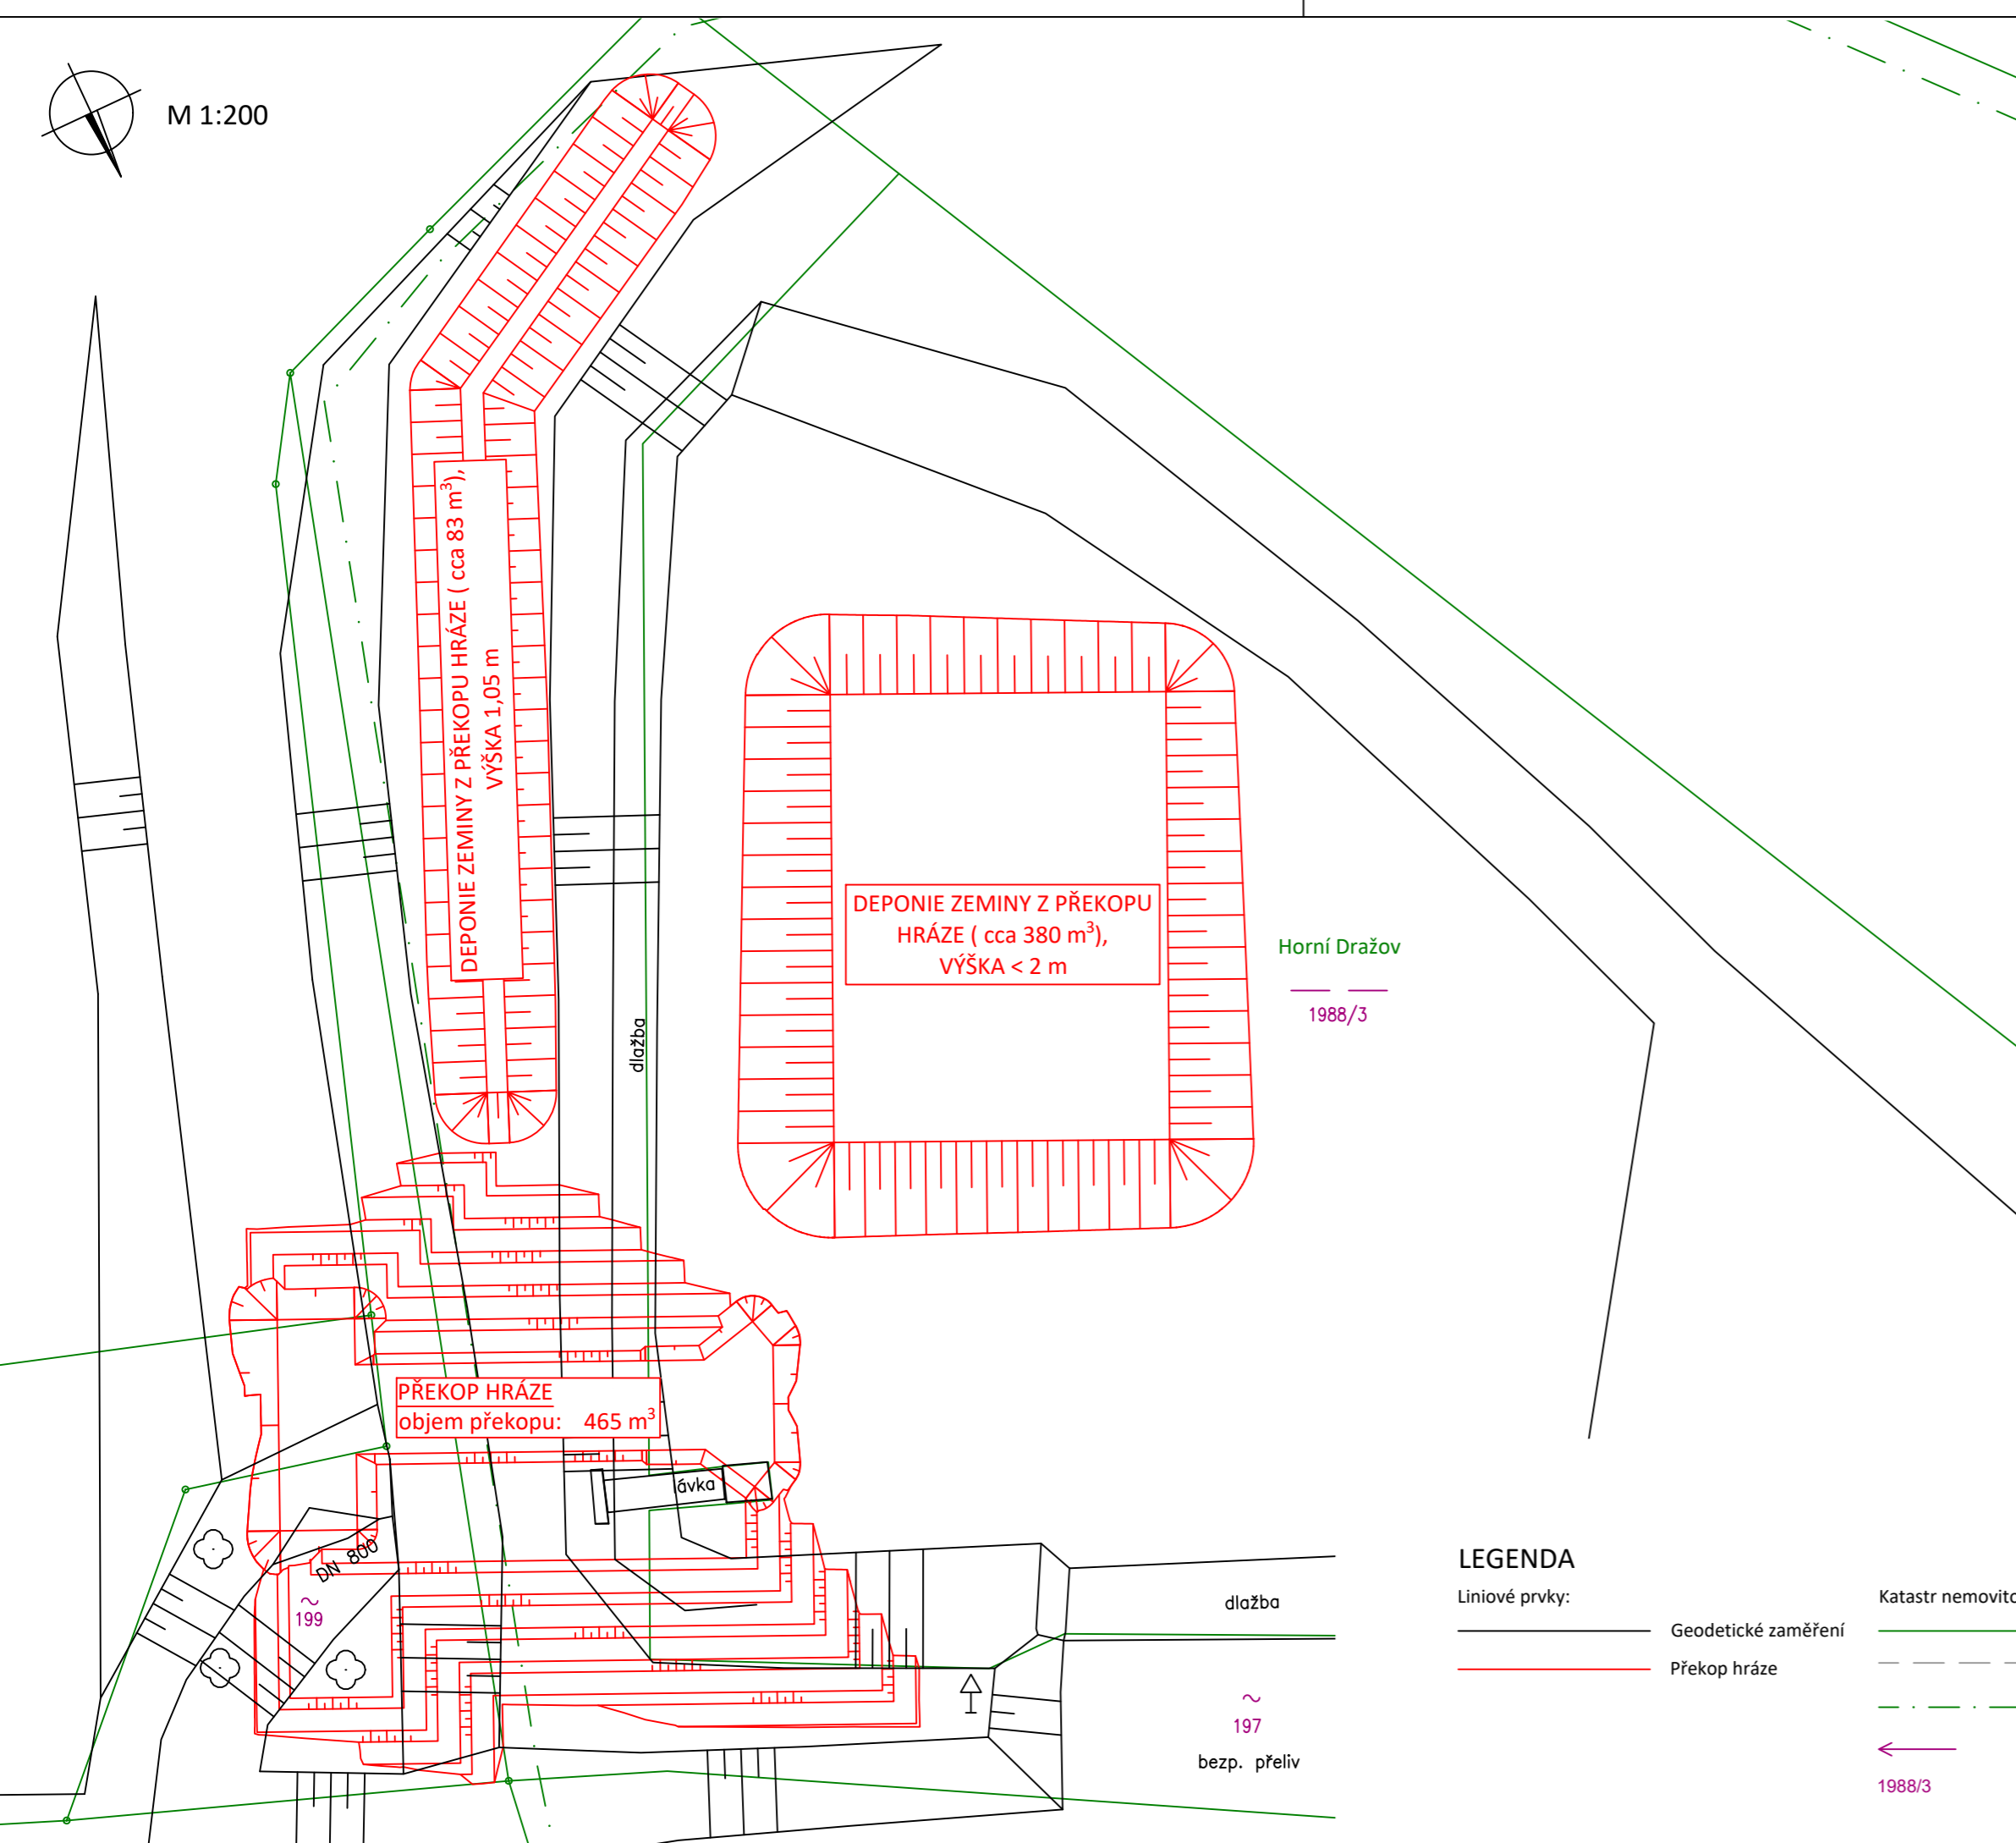 M 1:200
DEPONIE ZEMINY Z PŘEKOPU HRÁZE ( cca 83 m³),
VÝŠKA 1,05 m
DEPONIE ZEMINY Z PŘEKOPU
HRÁZE ( cca 380 m³),
VÝŠKA < 2 m
Horní Dražov
1988/3
dlažba
PŘEKOP HRÁZE
objem překopu: 465 m³
ávka
DN 800
199
dlažba
197
bezp. přeliv
LEGENDA
Liniové prvky:
Geodetické zaměření
Překop hráze
Katastr nemovito
1988/3